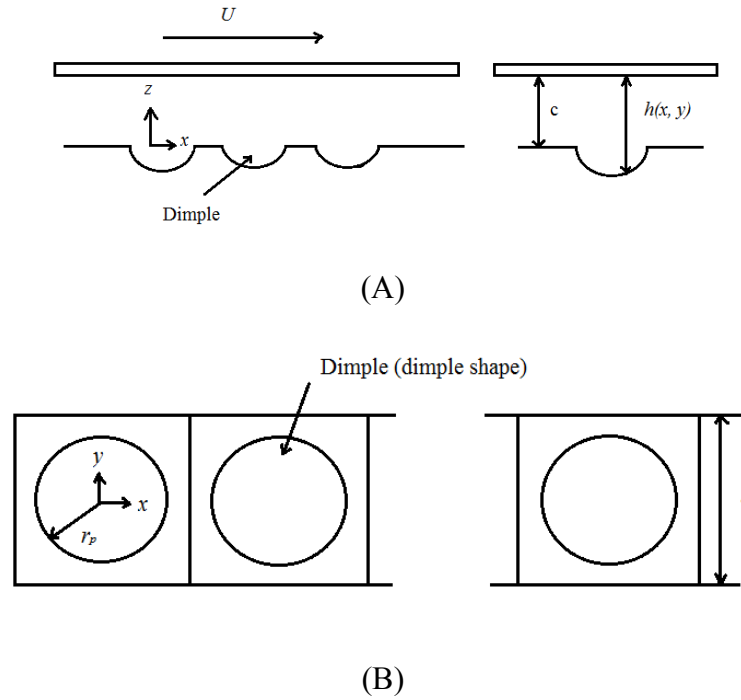 U
z
x
c
h(x, y)
Dimple
(A)
Dimple (dimple shape)
y
x
rp
(B)